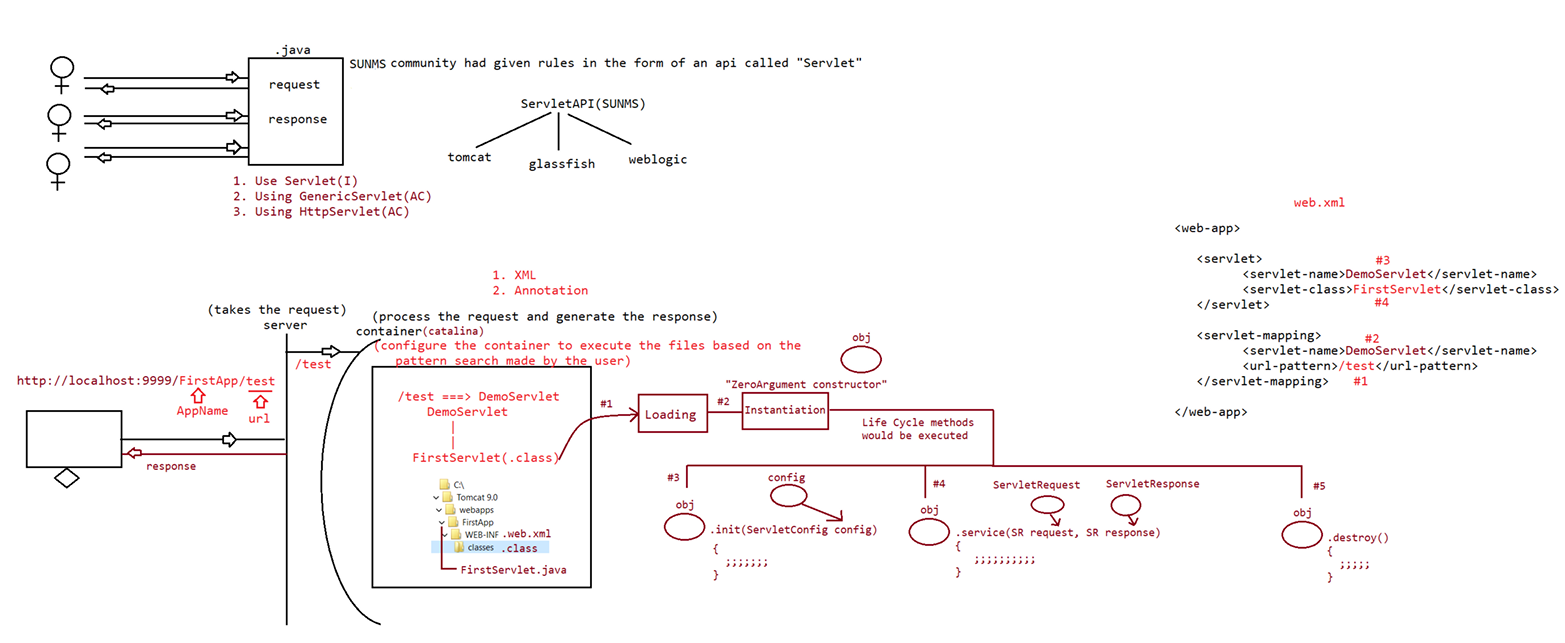 .java
request
response
SUNMS community had given rules in the form of an api called "Servlet"
ServletAPI(SUNMS)
tomcat
glassfish
weblogic
1. Use Servlet(I)
2. Using GenericServlet(AC)
3. Using HttpServlet(AC)
1. XML
2. Annotation
(takes the request)
server
(process the request and generate the response)
container(catalina)
(configure the container to execute the files based on the
pattern search made by the user)
/test
http://localhost:9999/FirstApp/test
AppName
url
response
/test ===> DemoServlet
DemoServlet
|
|
FirstServlet(.class)
C:\
Tomcat 9.0
webapps
FirstApp
WEB-INF .web.xml
classes .class
FirstServlet.java
#1
Loading
#2
obj
"ZeroArgument constructor"
Instantiation
Life Cycle methods
would be executed
#3
obj
config
.init(ServletConfig config)
{
;;;;;;;
}
#4
obj
ServletRequest
ServletResponse
.service(SR request, SR response)
{
;;;;;;;;;;
}
#5
obj
.destroy()
{
;;;;;
}
web.xml
<web-app>
<servlet>
#3
<servlet-name>DemoServlet</servlet-name>
<servlet-class>FirstServlet</servlet-class>
</servlet>
#4
<servlet-mapping>
#2
<servlet-name>DemoServlet</servlet-name>
<url-pattern>/test</url-pattern>
</servlet-mapping>
#1
</web-app>